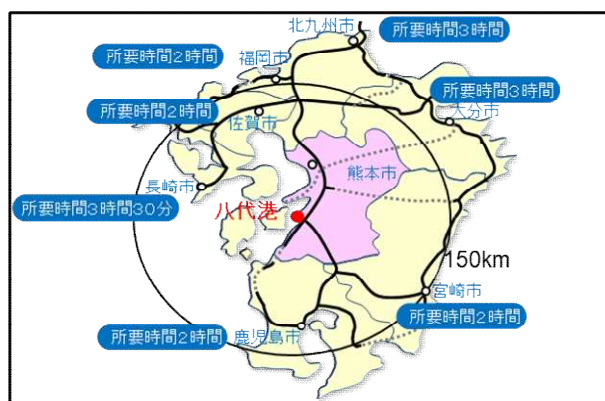 北九州市
所要時間3時間
所要時間2時間
福岡市
所要時間3時間
所要時間2時間
佐賀市
大分市
熊本市
長崎市
所要時間3時間30分
八代港
150km
宮崎市
所要時間2時間
所要時間2時間
鹿児島市